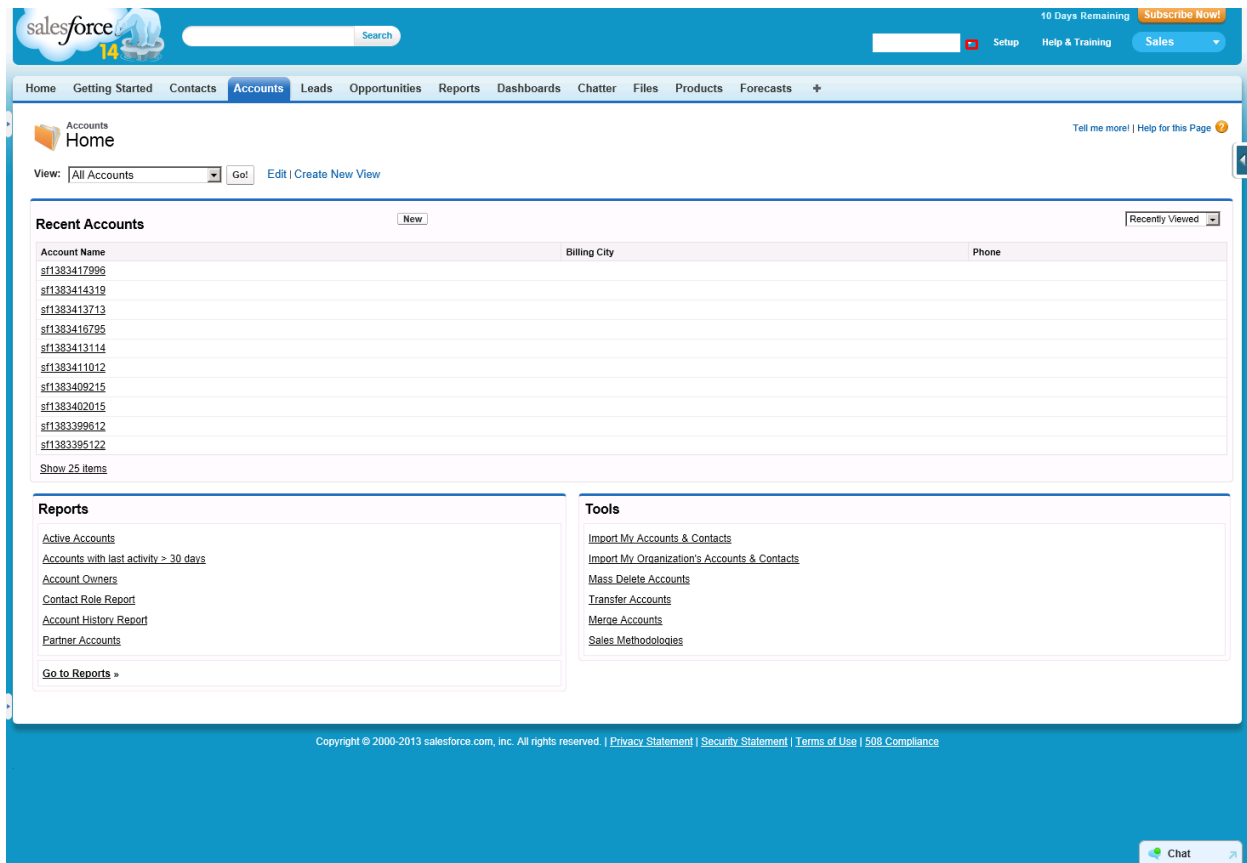 10 Days Remaining Subscribe Now!
salesforce
14
Search
Setup Help & Training Sales
Home Getting Started Contacts Accounts Leads Opportunities Reports Dashboards Chatter Files Products Forecasts +
Accounts
Home
Tell me more! | Help for this Page ?
View: All Accounts Go! Edit | Create New View
Recent Accounts New Recently Viewed
Account Name Billing City Phone
sf1383417996
sf1383414319
sf1383413713
sf1383416795
sf1383413114
sf1383411012
sf1383409215
sf1383402015
sf1383399612
sf1383395122
Show 25 items
Reports
Active Accounts
Accounts with last activity > 30 days
Account Owners
Contact Role Report
Account History Report
Partner Accounts
Go to Reports »
Tools
Import My Accounts & Contacts
Import My Organization's Accounts & Contacts
Mass Delete Accounts
Transfer Accounts
Merge Accounts
Sales Methodologies
Copyright © 2000-2013 salesforce.com, inc. All rights reserved. | Privacy Statement | Security Statement | Terms of Use | 508 Compliance
Chat